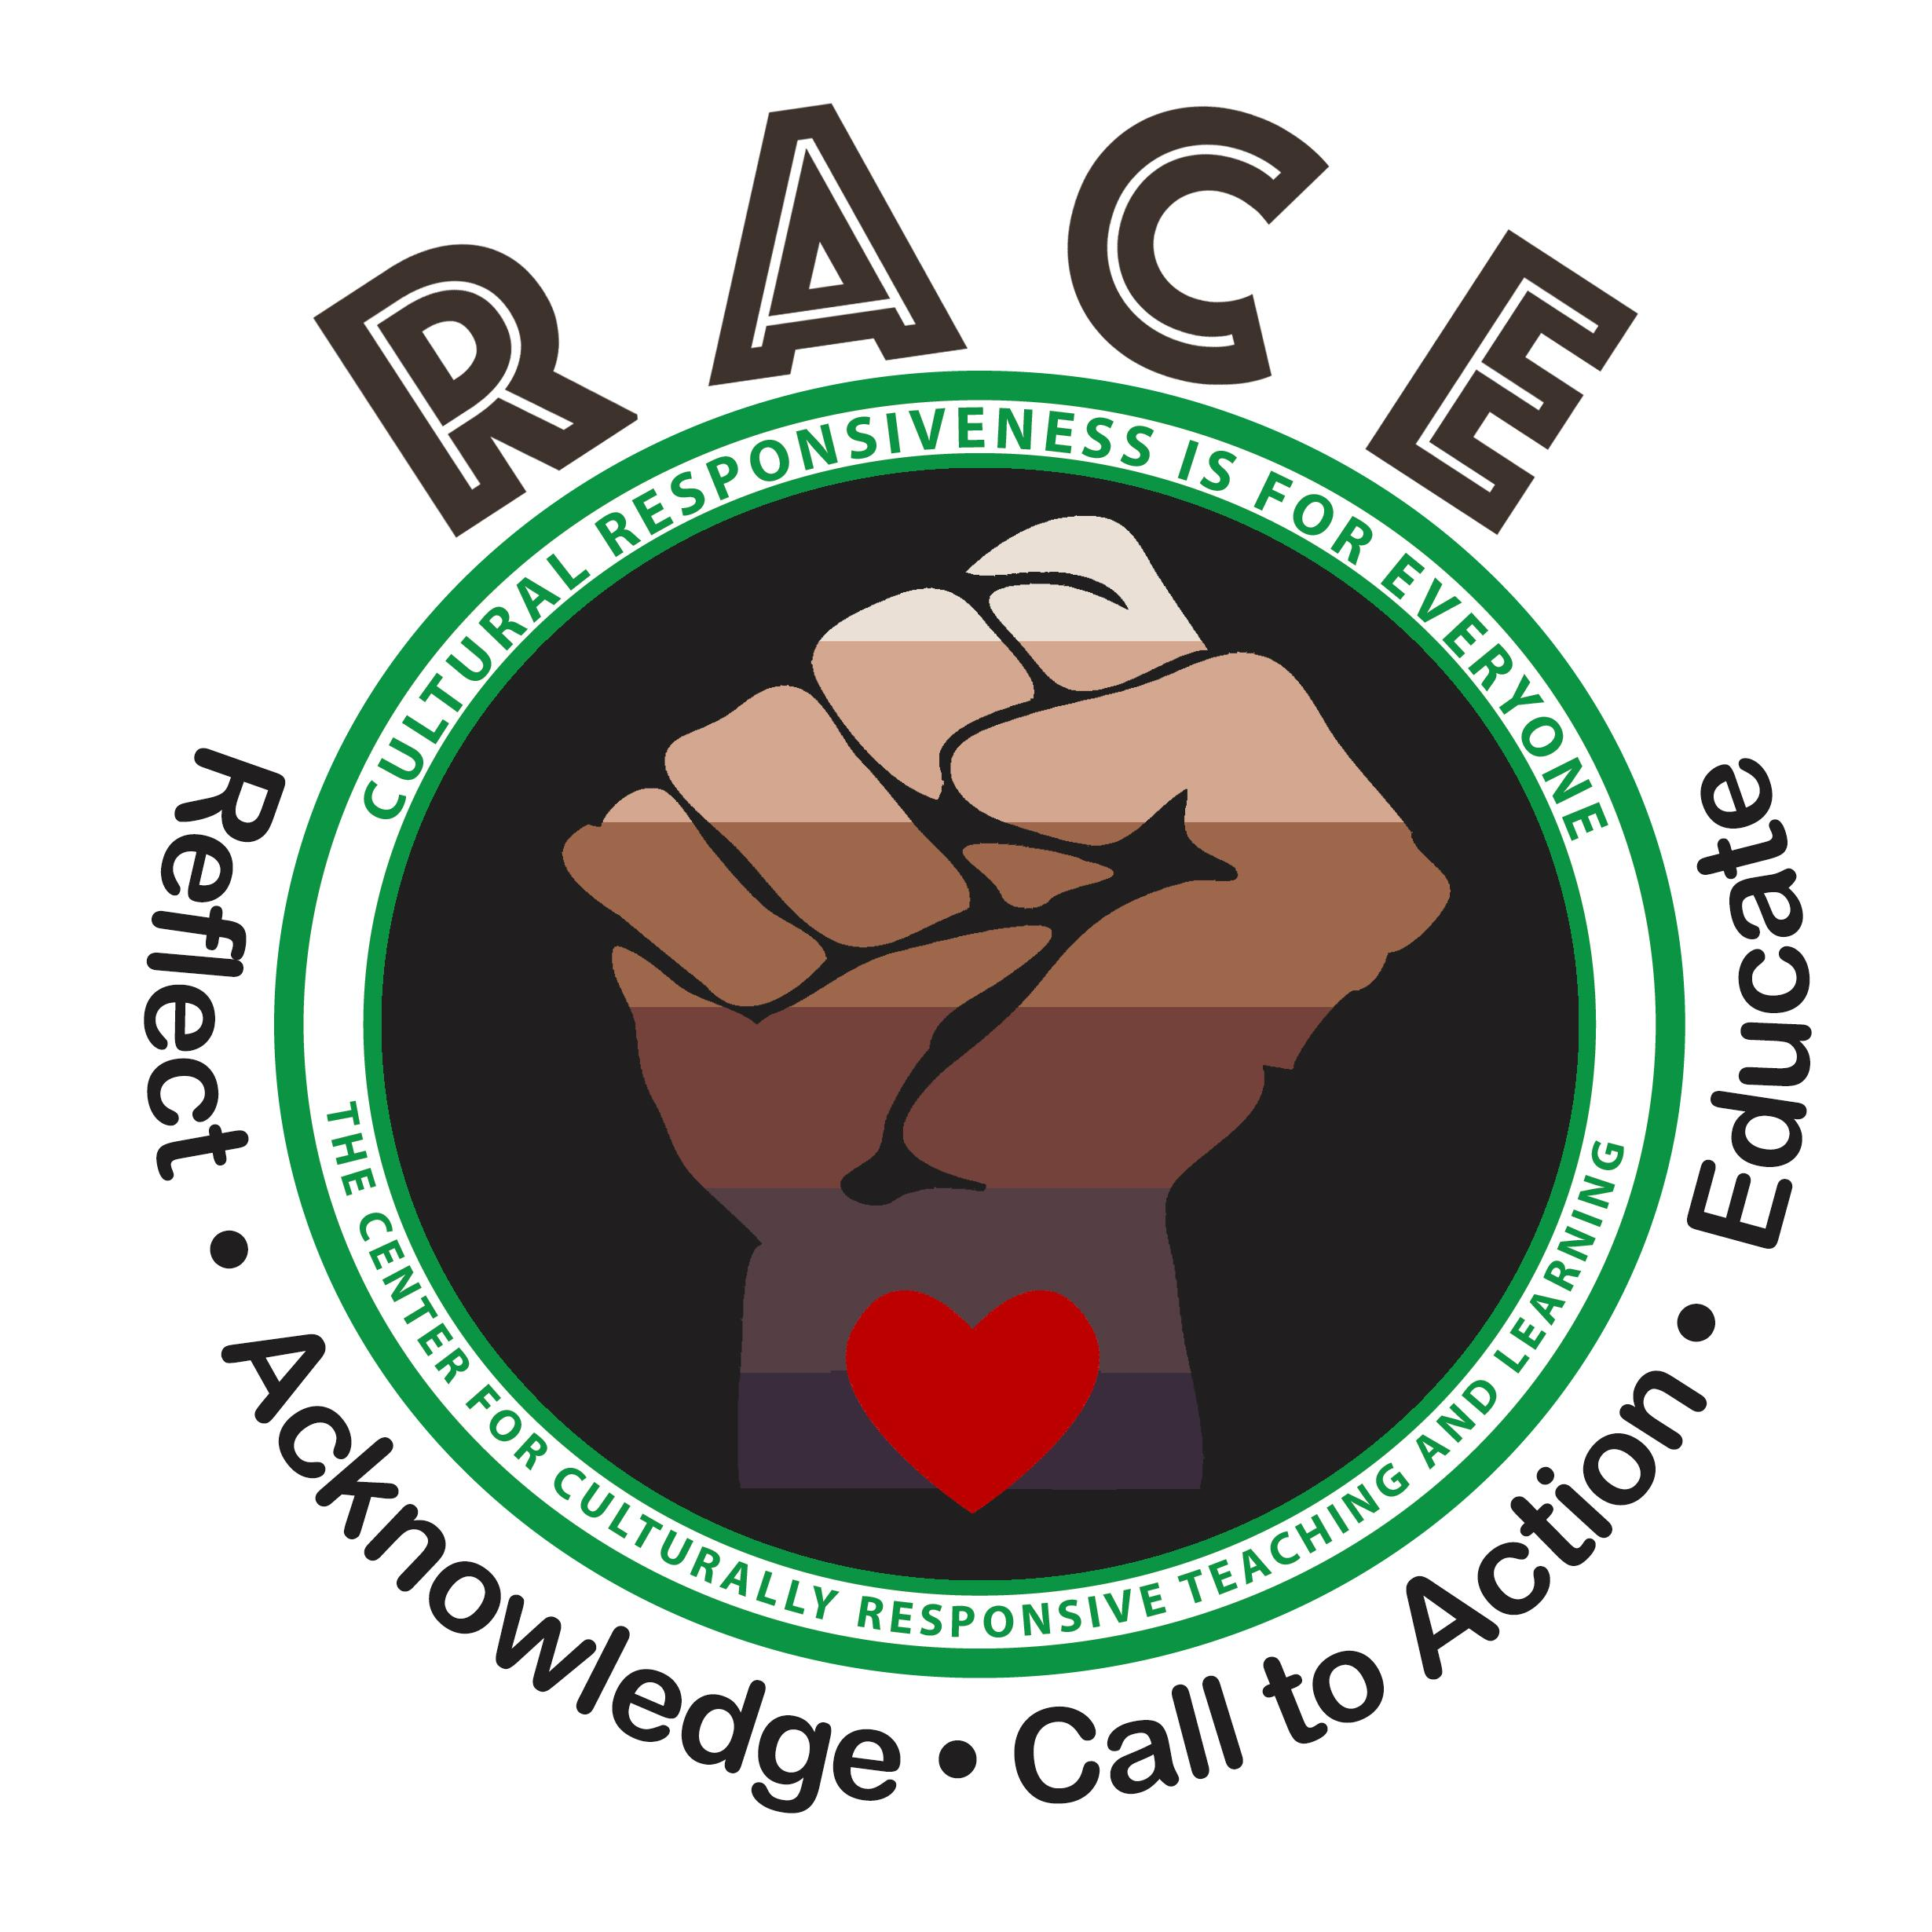 RACE
CULTURAL RESPONSIVENESS IS FOR EVERYONE
THE CENTER FOR CULTURALLY RESPONSIVE TEACHING AND LEARNING
Reflect • Acknowledge • Call to Action • Educate